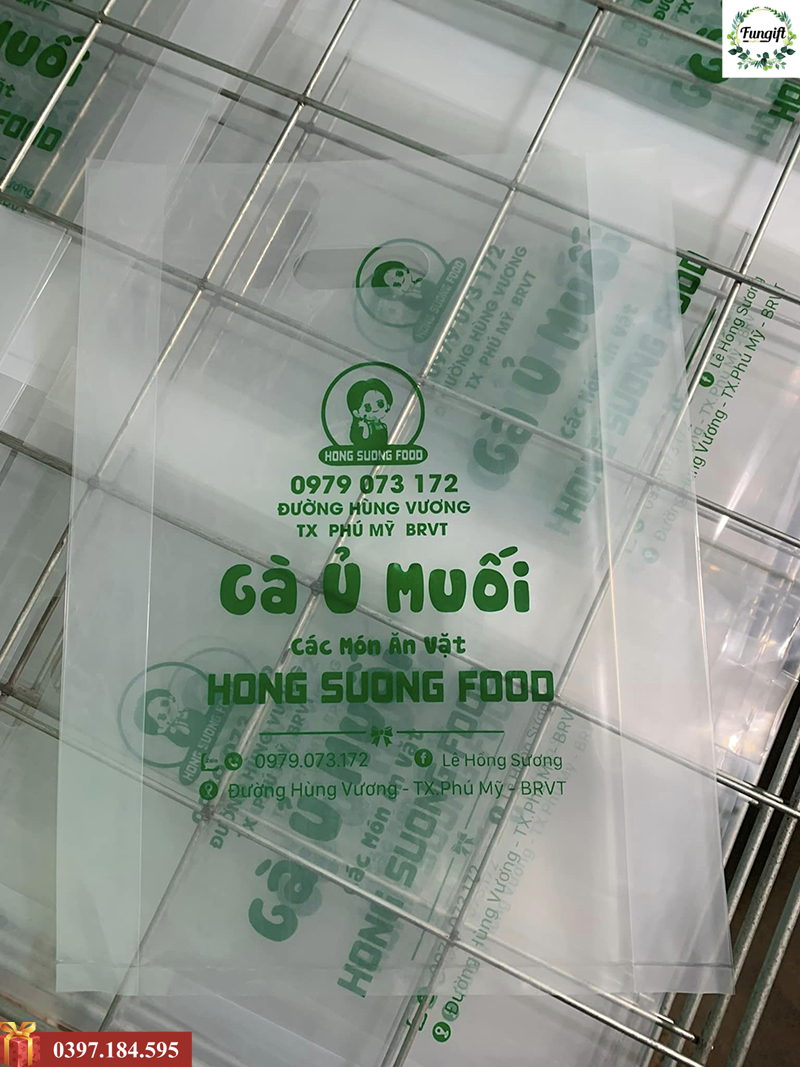 Fungift
HONG SUONG FOOD
0979 073 172
ĐƯỜNG HÙNG VƯƠNG
TX PHÚ MỸ BRVT
Gà Ủ Muối
Các Món Ăn Vặt
HONG SUONG FOOD
0979.073.172 Lê Hồng Sương
Đường Hùng Vương - TX.Phú Mỹ - BRVT
0397.184.595